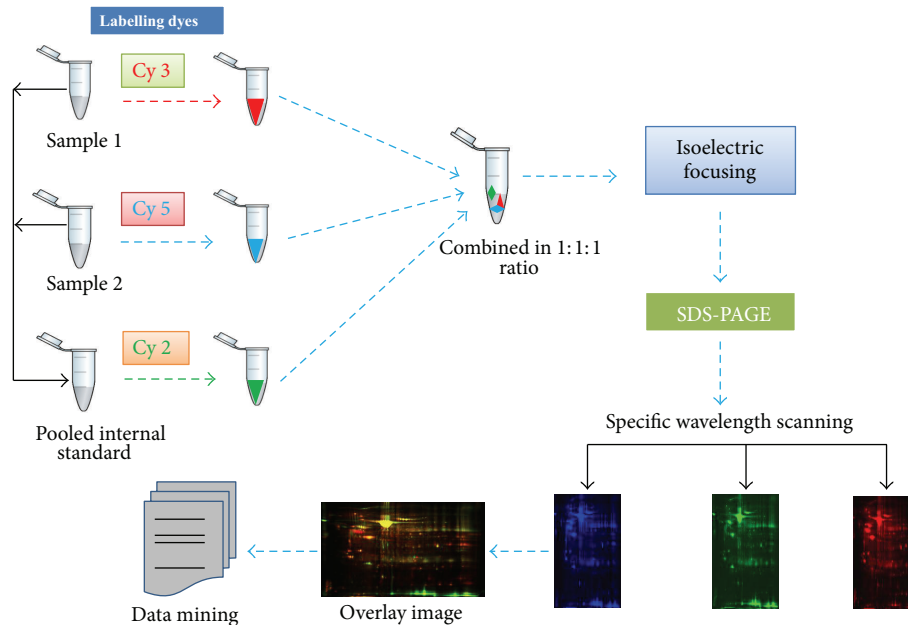 Labelling dyes
Cy 3
Sample 1
Cy 5
Sample 2
Cy 2
Pooled internal
standard
Combined in 1:1:1
ratio
Isoelectric
focusing
SDS-PAGE
Specific wavelength scanning
Overlay image
Data mining